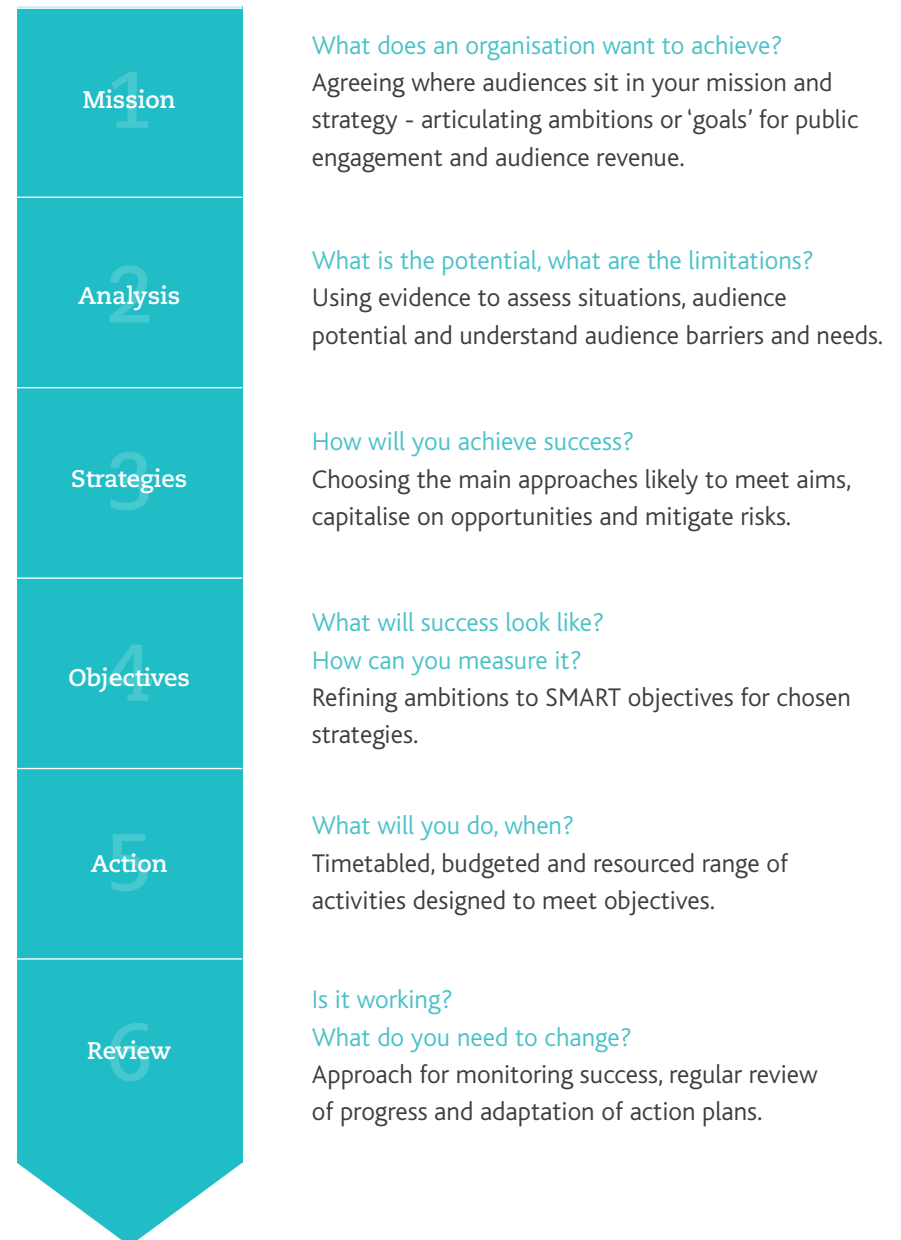 1
Mission
What does an organisation want to achieve?
Agreeing where audiences sit in your mission and
strategy - articulating ambitions or ‘goals’ for public
engagement and audience revenue.
2
Analysis
What is the potential, what are the limitations?
Using evidence to assess situations, audience
potential and understand audience barriers and needs.
3
Strategies
How will you achieve success?
Choosing the main approaches likely to meet aims,
capitalise on opportunities and mitigate risks.
4
Objectives
What will success look like?
How can you measure it?
Refining ambitions to SMART objectives for chosen
strategies.
5
Action
What will you do, when?
Timetabled, budgeted and resourced range of
activities designed to meet objectives.
6
Review
Is it working?
What do you need to change?
Approach for monitoring success, regular review
of progress and adaptation of action plans.